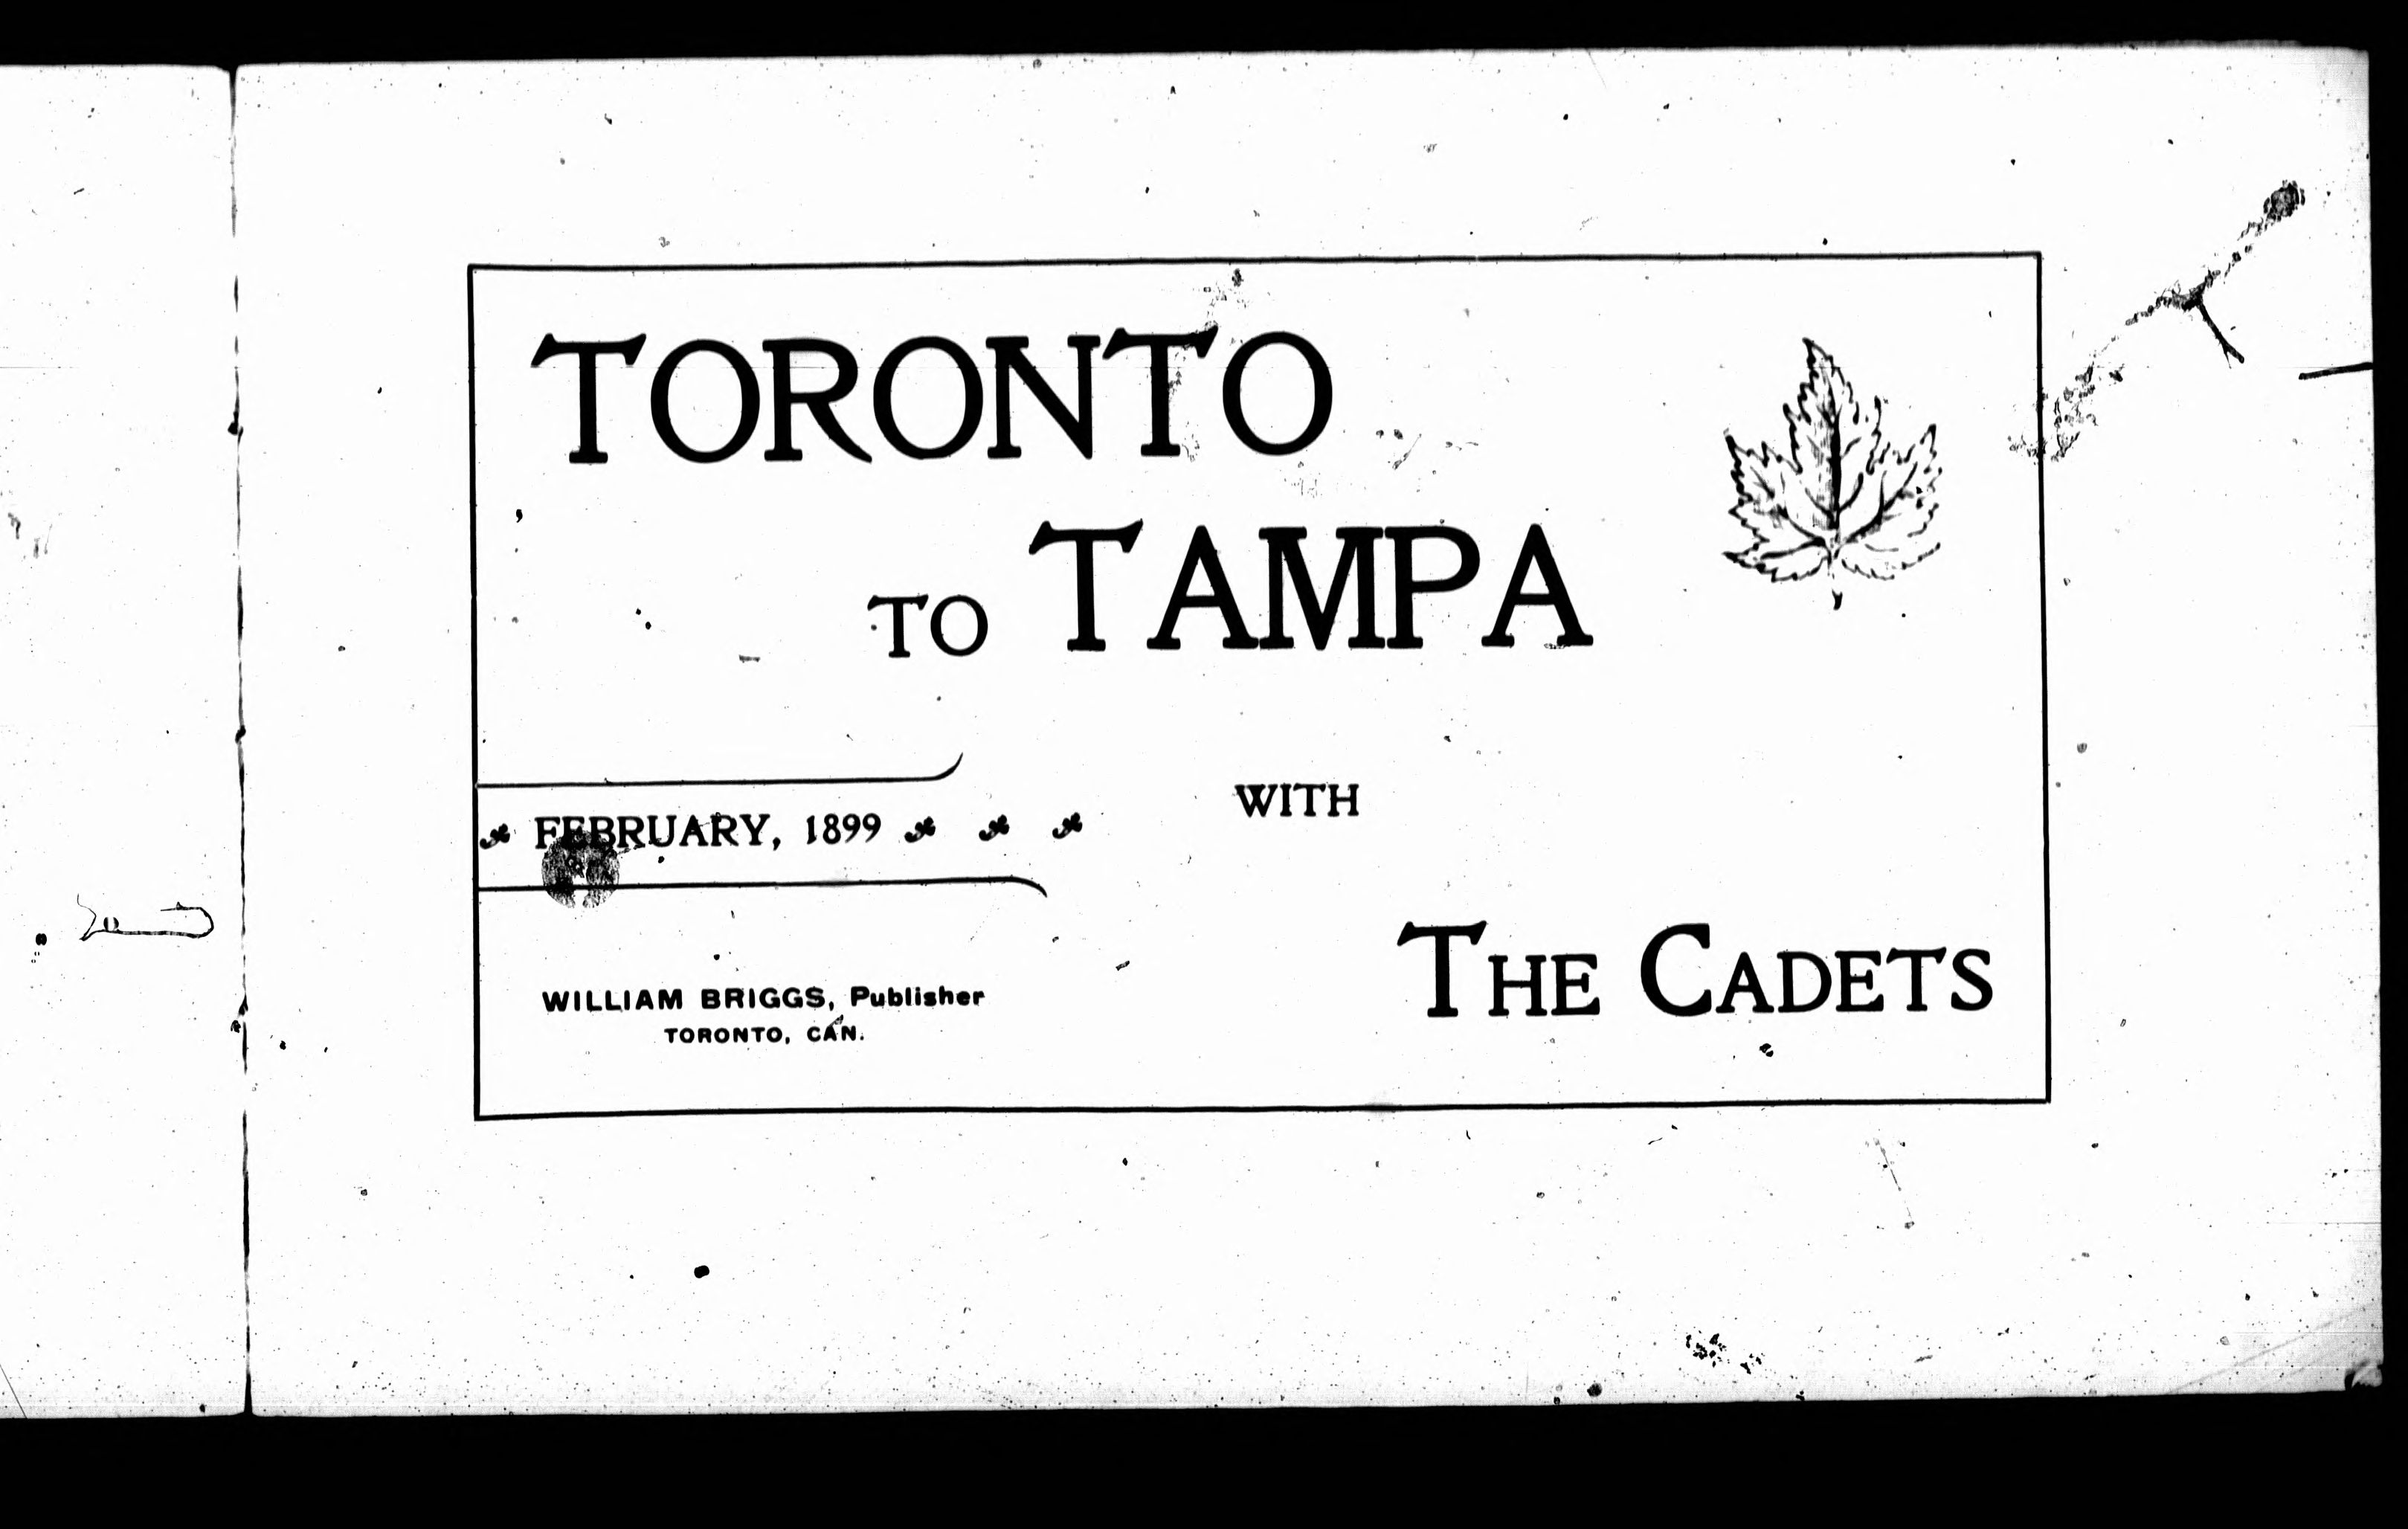 TORONTO
TO TAMPA
WITH
THE CADETS
FEBRUARY, 1899
WILLIAM BRIGGS, Publisher
TORONTO, CAN.